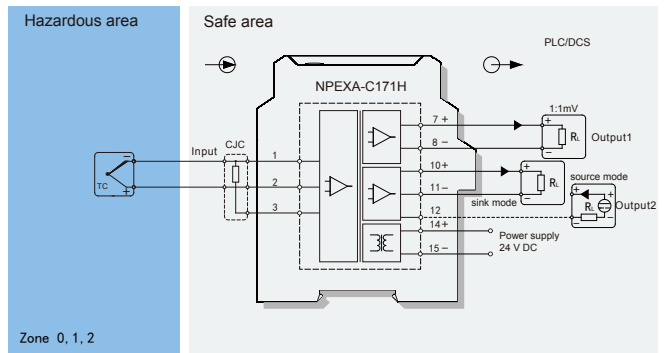 Hazardous area
Safe area
PLC/DCS
NPEXA-C171H
1:1mV
7 +
+
RL
Output1
8 −
−
Input
CJC
1
10+
+
RL
source mode
−
TC
+
2
11−
−
sink mode
+
+
RL
−
−
Output2
3
12
14+
Power supply
24 V DC
15 −
Zone 0, 1, 2